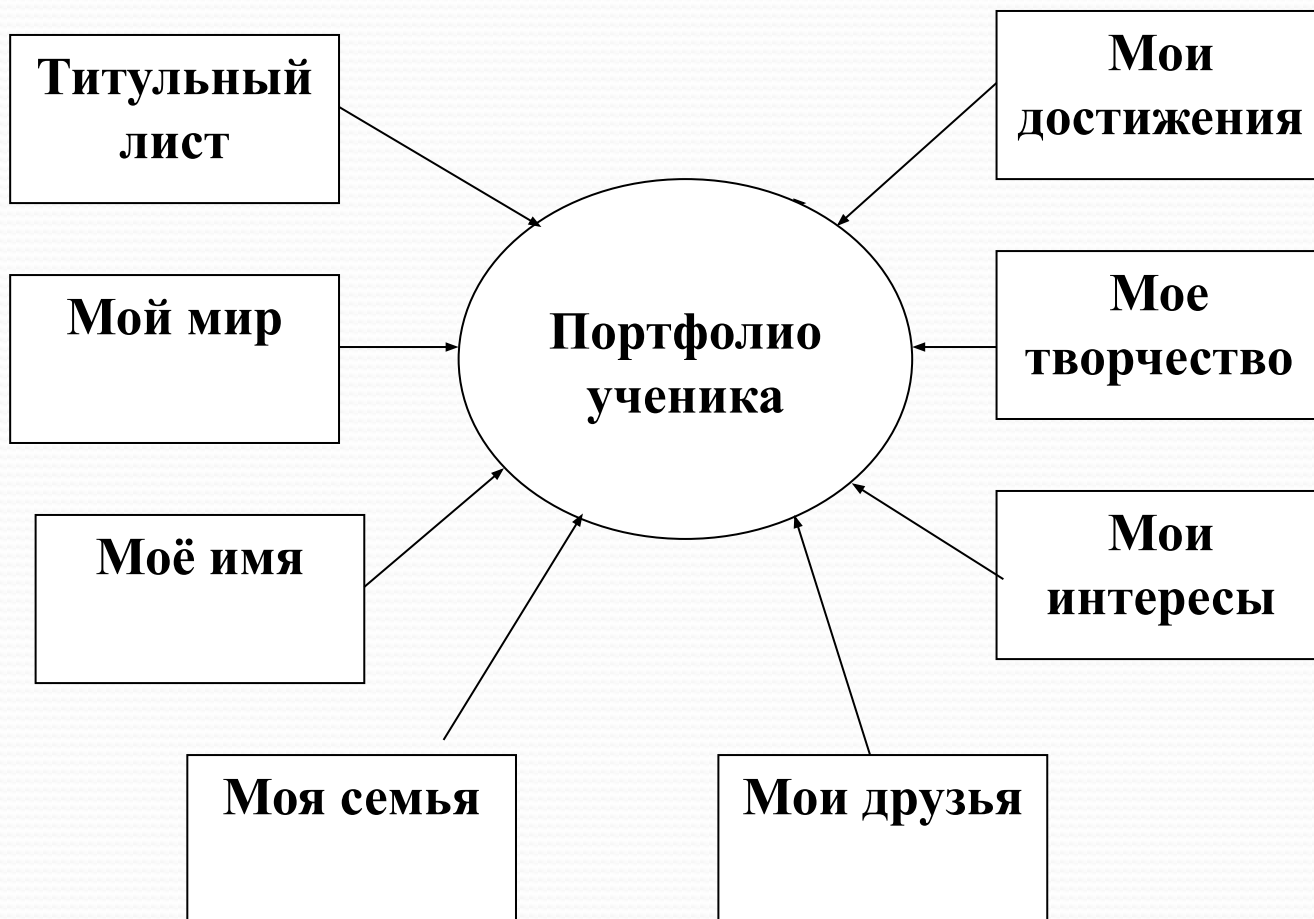 Титульный
лист
Мои
достижения
Мой мир
Мое
творчество
Портфолио
ученика
Моё имя
Мои
интересы
Моя семья
Мои друзья